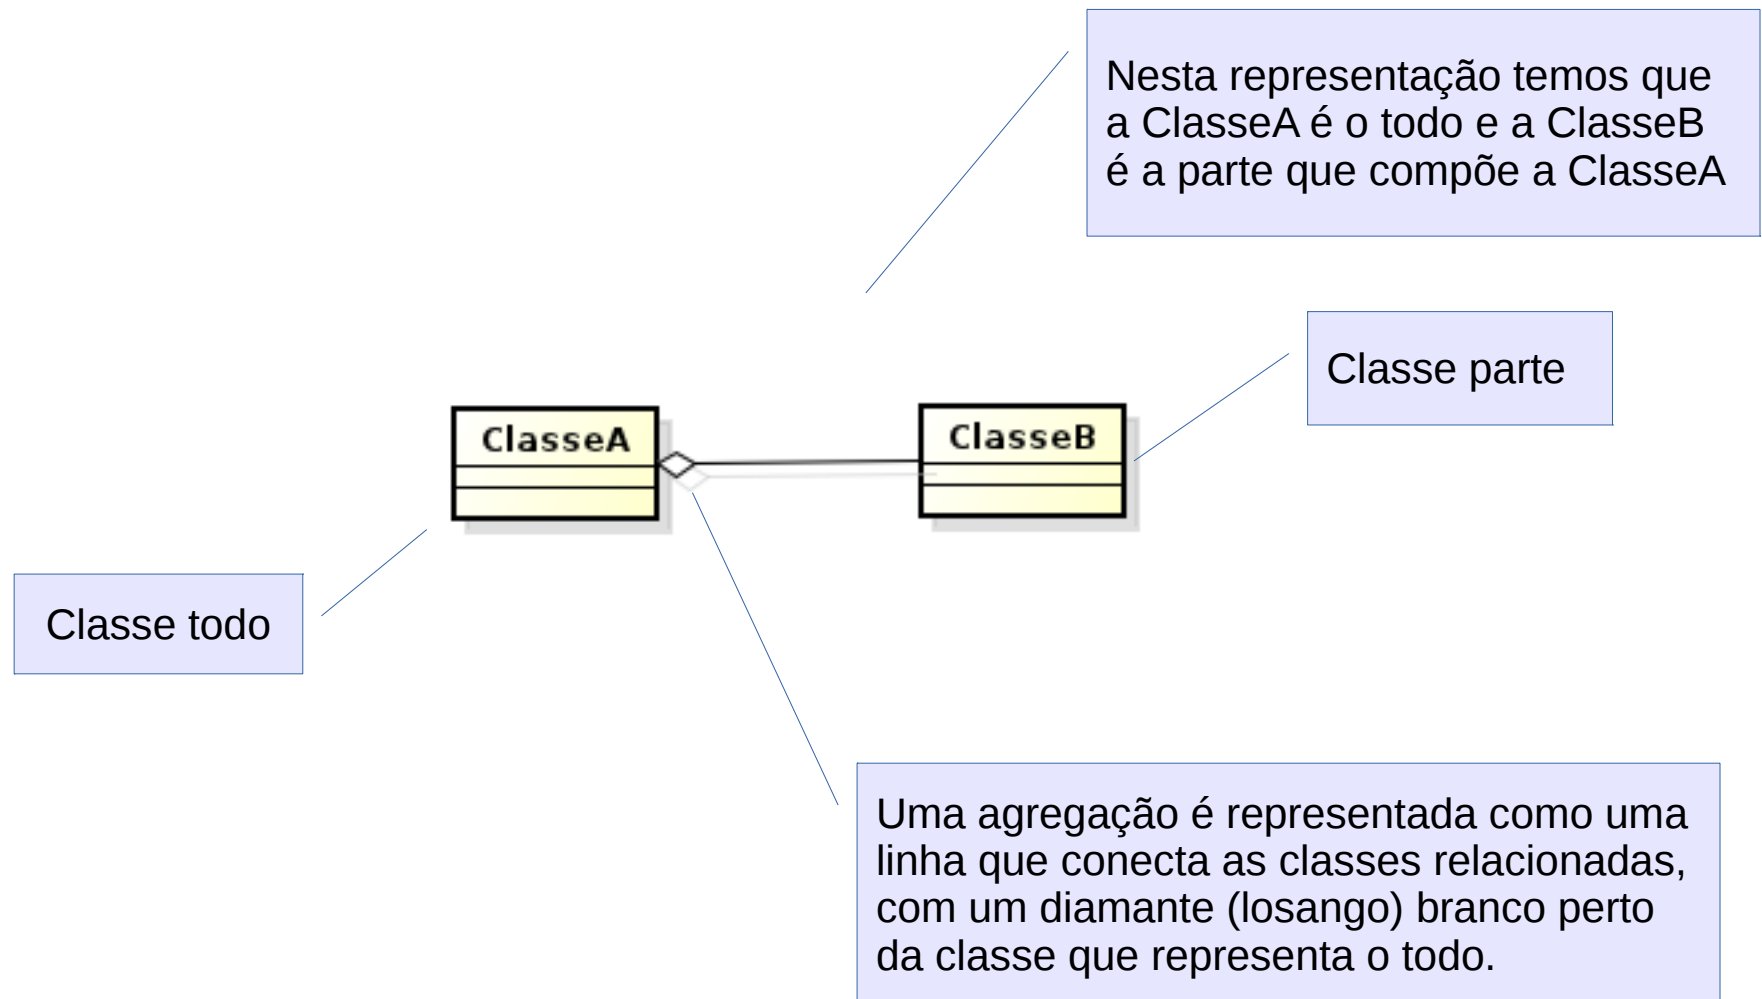 Nesta representação temos que
a ClasseA é o todo e a ClasseB
é a parte que compõe a ClasseA
Classe parte
ClasseA
ClasseB
Classe todo
Uma agregação é representada como uma
linha que conecta as classes relacionadas,
com um diamante (losango) branco perto
da classe que representa o todo.